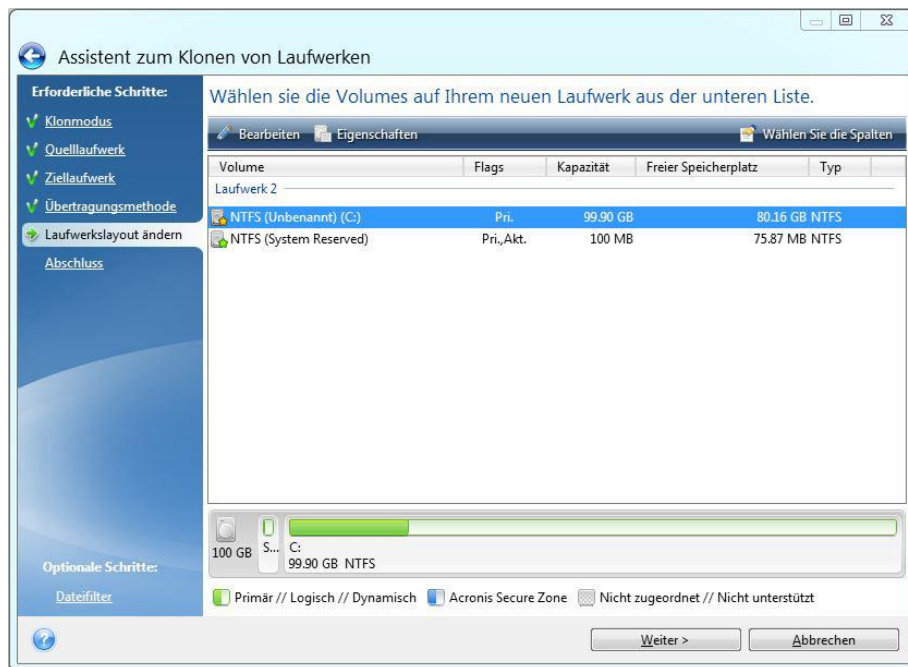 Assistent zum Klonen von Laufwerken
Erforderliche Schritte:
Klonmodus
Quelllaufwerk
Ziellaufwerk
Übertragungsmethode
Laufwerkslayout ändern
Abschluss
Optionale Schritte:
Dateifilter
Wählen sie die Volumes auf Ihrem neuen Laufwerk aus der unteren Liste.
Bearbeiten Eigenschaften Wählen Sie die Spalten
Volume Flags Kapazität Freier Speicherplatz Typ
Laufwerk 2
NTFS (Unbenannt) (C:) Pri. 99.90 GB 80.16 GB NTFS
NTFS (System Reserved) Pri.,Akt. 100 MB 75.87 MB NTFS
100 GB S... C:
99.90 GB NTFS
Primär // Logisch // Dynamisch Acronis Secure Zone Nicht zugeordnet // Nicht unterstützt
? Weiter > Abbrechen